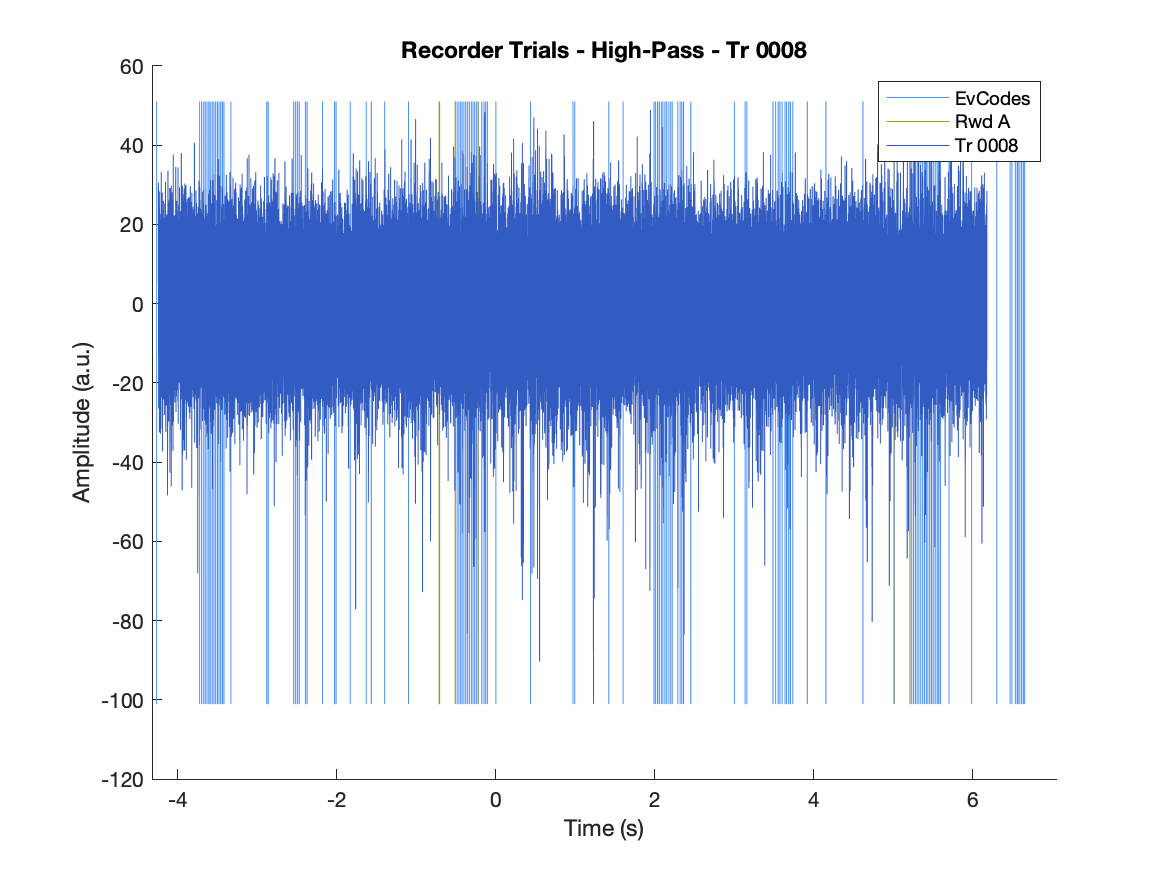 Recorder Trials - High-Pass - Tr 0008
60
40
20
0
-20
-40
-60
-80
-100
-120
Amplitude (a.u.)
EvCodes
Rwd A
Tr 0008
-4 -2 0 2 4 6
Time (s)